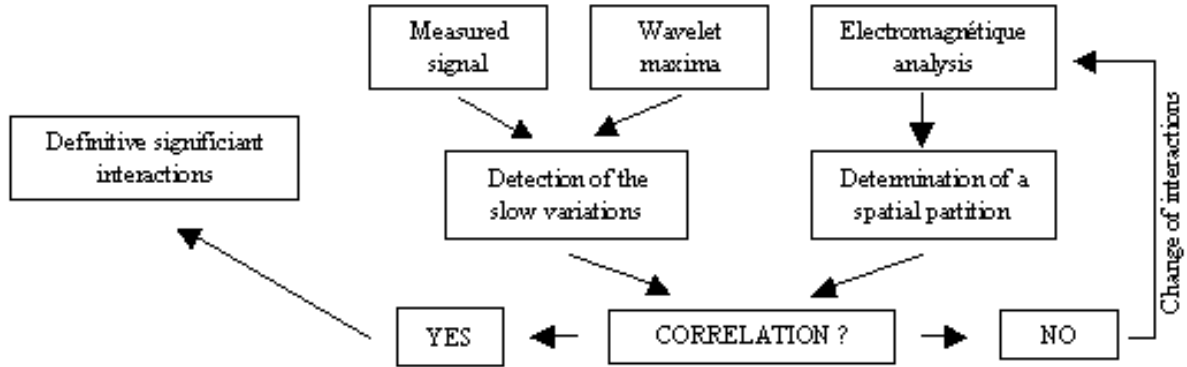 Measured
signal
Wavelet
maxima
Electromagnétique
analysis
Definitive significiant
interactions
Detection of the
slow variations
Determination of a
spatial partition
Change of interactions
YES
CORRELATION ?
NO